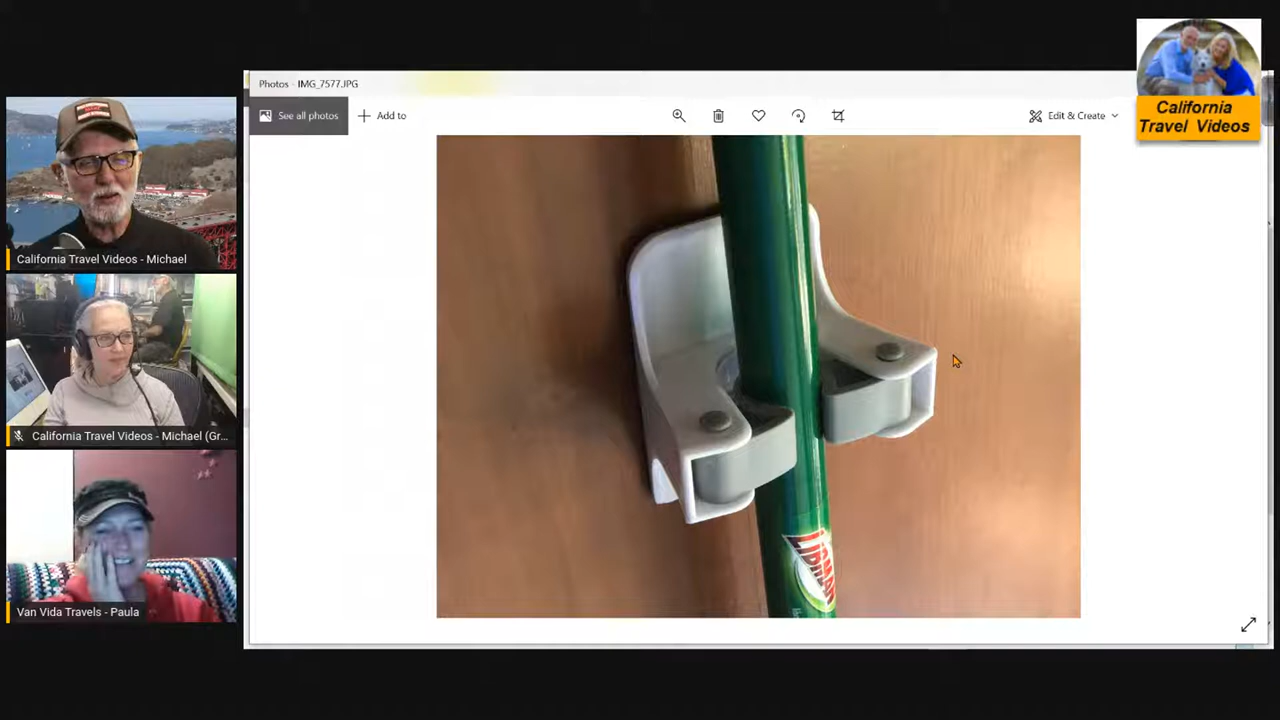 Photos - IMG_7577.JPG
See all photos
Add to
Edit & Create
California
Travel Videos
California Travel Videos - Michael
California Travel Videos - Michael (Gr...
Van Vida Travels - Paula
LIBMAN